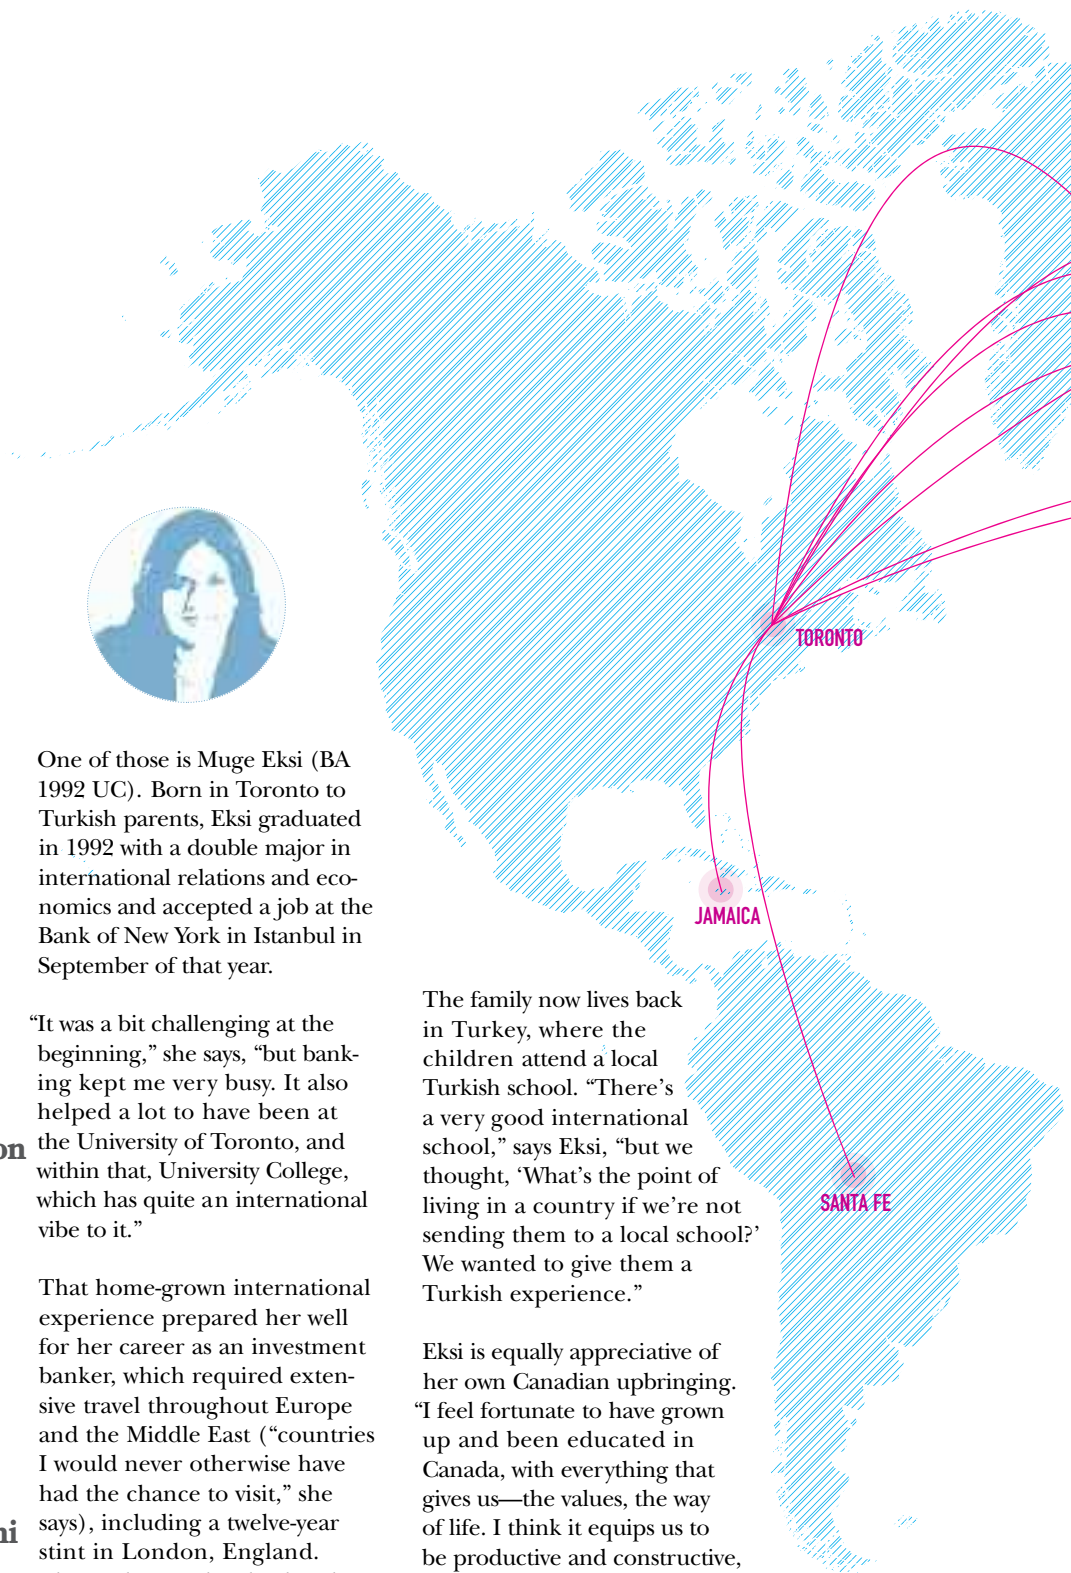 TORONTO
JAMAICA
SANTA FE
One of those is Muge Eksi (BA
1992 UC). Born in Toronto to
Turkish parents, Eksi graduated
in 1992 with a double major in
international relations and eco-
nomics and accepted a job at the
Bank of New York in Istanbul in
September of that year.
“It was a bit challenging at the
beginning,” she says, “but bank-
ing kept me very busy. It also
helped a lot to have been at
the University of Toronto, and
within that, University College,
which has quite an international
vibe to it.”
That home-grown international
experience prepared her well
for her career as an investment
banker, which required exten-
sive travel throughout Europe
and the Middle East (“countries
I would never otherwise have
had the chance to visit,” she
says), including a twelve-year
stint in London, England.
The family now lives back
in Turkey, where the
children attend a local
Turkish school. “There’s
a very good international
school,” says Eksi, “but we
thought, ‘What’s the point of
living in a country if we’re not
sending them to a local school?’
We wanted to give them a
Turkish experience.”
Eksi is equally appreciative of
her own Canadian upbringing.
“I feel fortunate to have grown
up and been educated in
Canada, with everything that
gives us—the values, the way
of life. I think it equips us to
be productive and constructive,